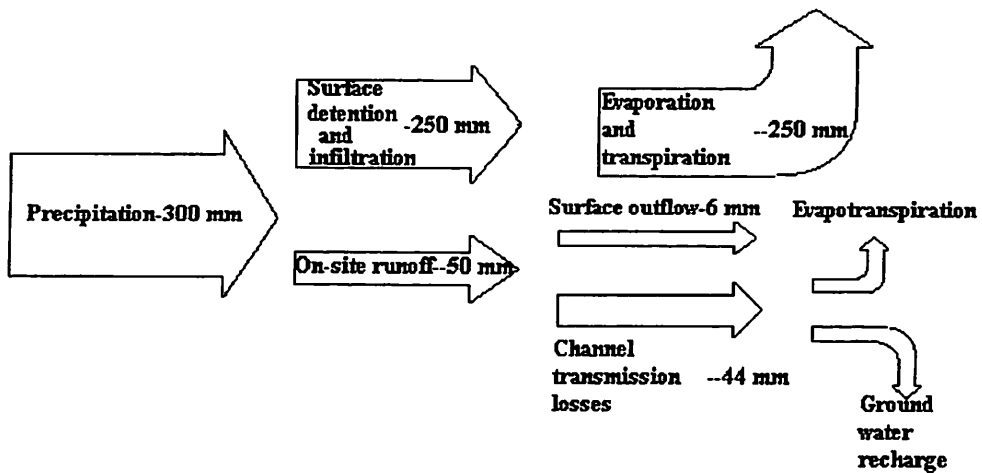 Surface
detention -250 mm
and
infiltration
Evaporation
and --250 mm
transpiration
Precipitation-300 mm
Surface outflow-6 mm
Evapotranspiration
On-site runoff--50 mm
Channel
transmission --44 mm
losses
Ground
water
recharge